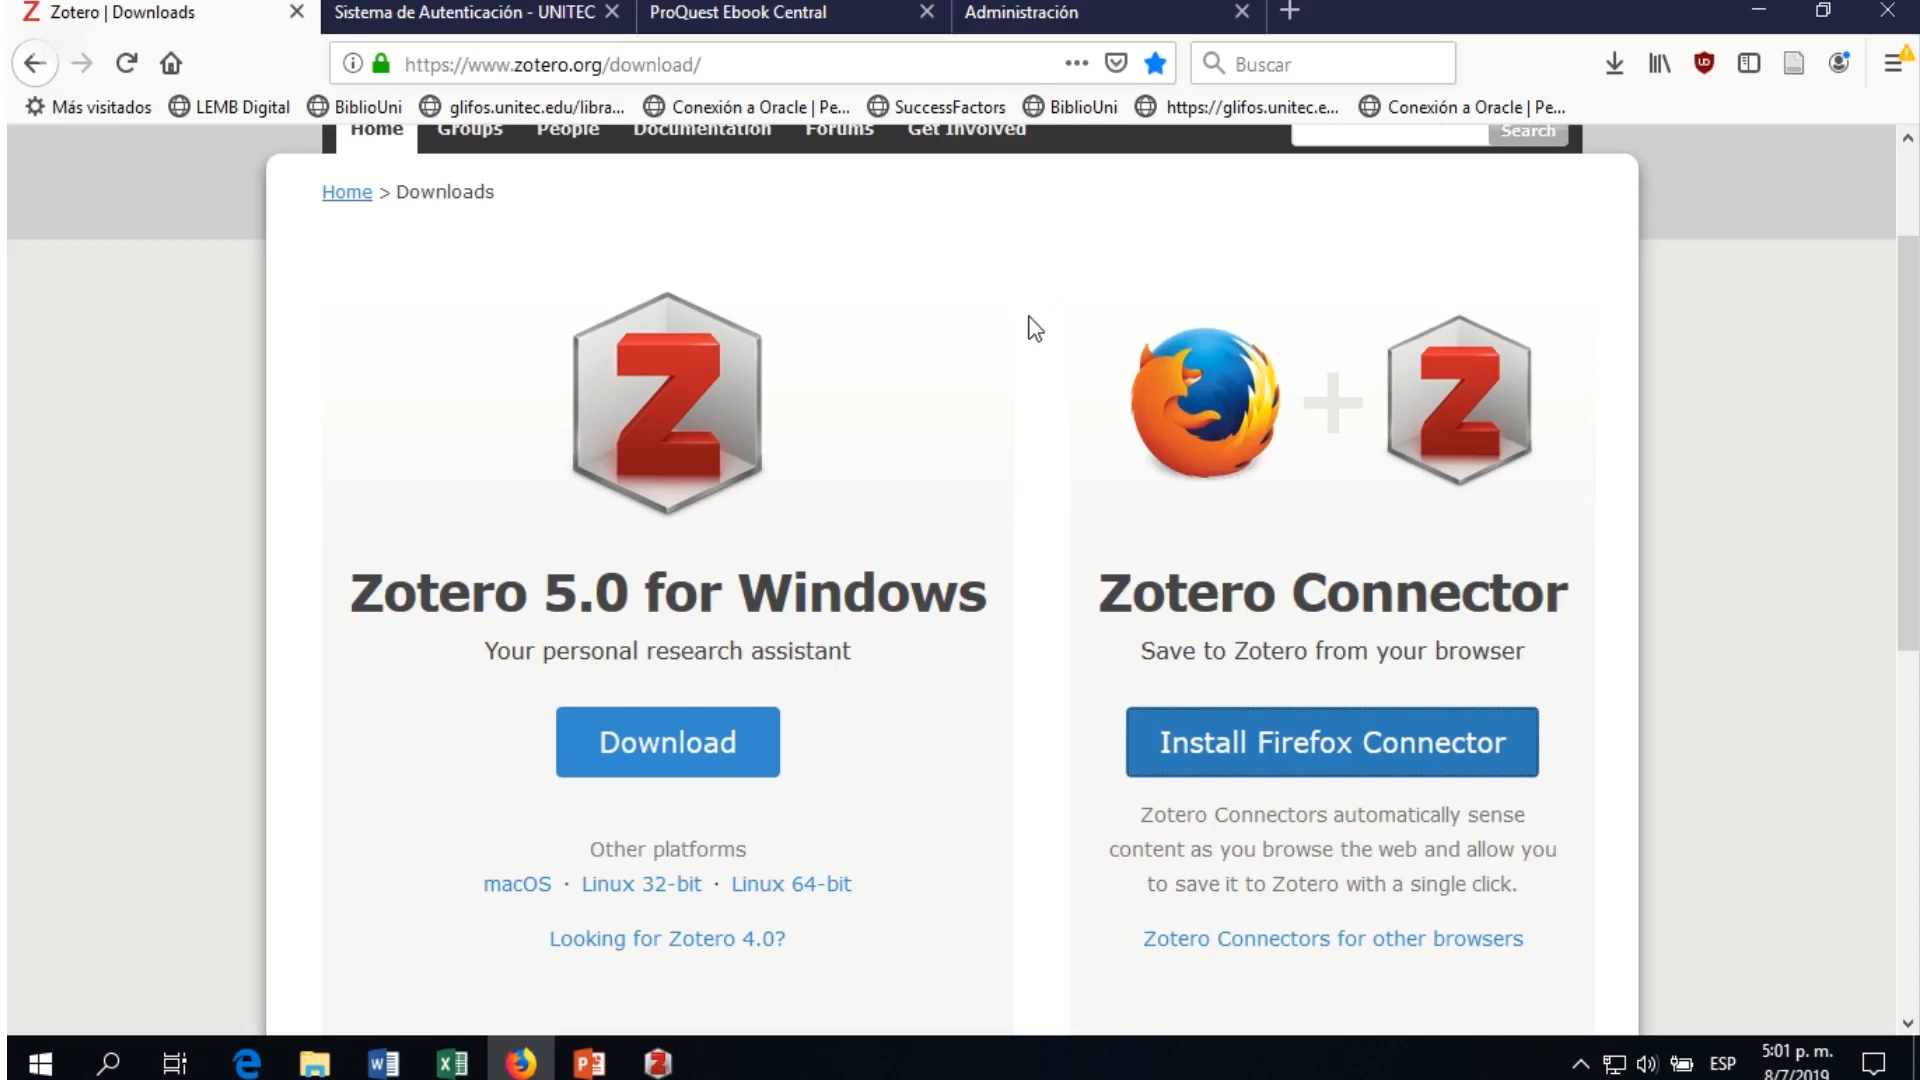 Zotero | Downloads
Sistema de Autenticación - UNITEC
ProQuest Ebook Central
Administración
https://www.zotero.org/download/
Buscar
Más visitados
LEMB Digital
BiblioUni
glifos.unitec.edu/libra...
Conexión a Oracle | Pe...
SuccessFactors
BiblioUni
https://glifos.unitec.e...
Conexión a Oracle | Pe...
Home Groups People Documentation Forums Get Involved
Search
Home > Downloads
Z
Z
Zotero 5.0 for Windows
Your personal research assistant
Download
Other platforms
macOS · Linux 32-bit · Linux 64-bit
Looking for Zotero 4.0?
Zotero Connector
Save to Zotero from your browser
Install Firefox Connector
Zotero Connectors automatically sense
content as you browse the web and allow you
to save it to Zotero with a single click.
Zotero Connectors for other browsers
ESP
5:01 p. m.
8/7/2019